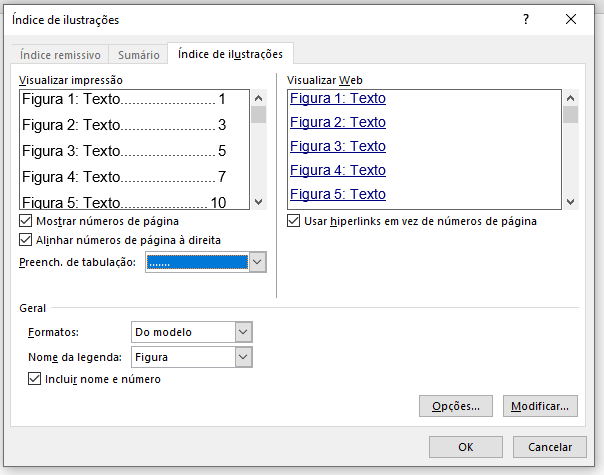 Índice de ilustrações
Índice remissivo Sumário Índice de ilustrações
Visualizar impressão
Figura 1: Texto............................ 1
Figura 2: Texto............................ 3
Figura 3: Texto............................ 5
Figura 4: Texto............................ 7
Figura 5: Texto.......................... 10
Mostrar números de página
Alinhar números de página à direita
Preench. de tabulação: .......
Visualizar Web
Figura 1: Texto
Figura 2: Texto
Figura 3: Texto
Figura 4: Texto
Figura 5: Texto
Usar hiperlinks em vez de números de página
Geral
Formatos: Do modelo
Nome da legenda: Figura
Incluir nome e número
Opções... Modificar...
OK Cancelar